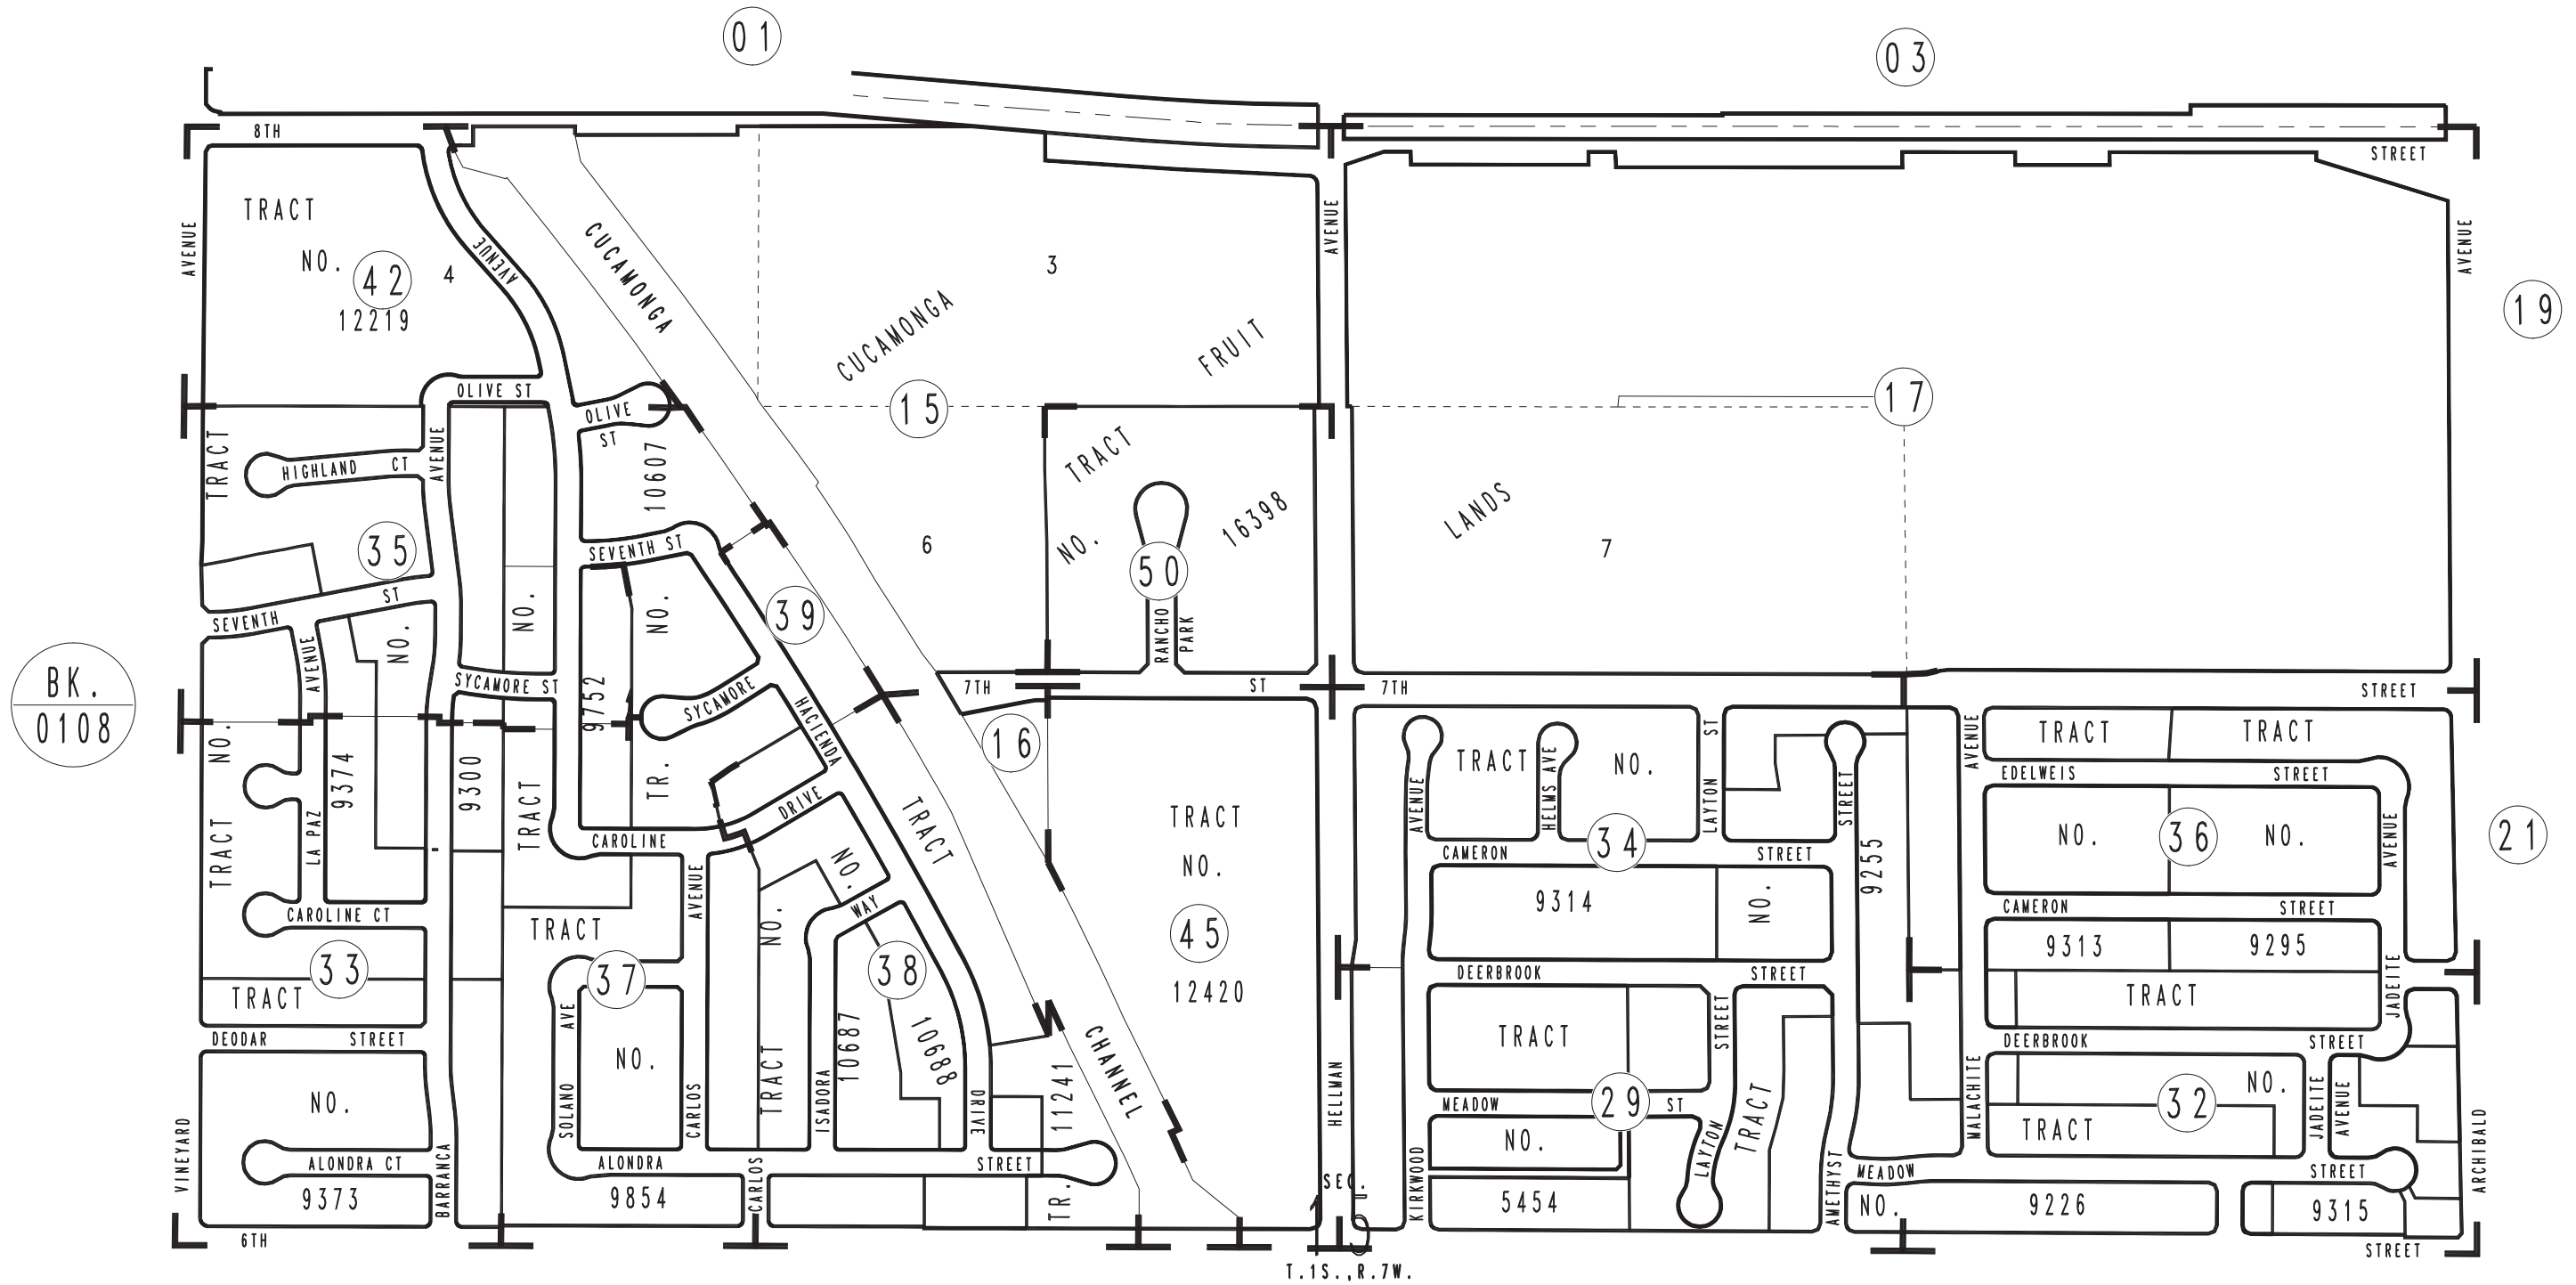 01
03
8TH
STREET
TRACT
NO.
42
4
12219
AVENUE
AVENUE
CUCAMONGA
3
CUCAMONGA
FRUIT
AVENUE
AVENUE
19
15
17
OLIVE ST
OLIVE
ST
TRACT
HIGHLAND CT
AVENUE
10607
TRACT
NO.
16398
LANDS
6
7
50
RANCHO
PARK
35
SEVENTH ST
SEVENTH
ST
39
NO.
NO.
NO.
AVENUE
BK.
0108
SYCAMORE ST
9752
SYCAMORE
HACIENDA
7TH
ST
7TH
STREET
16
TRACT NO.
9374
LA PAZ
9300
TRACT
TR.
DRIVE
CAROLINE
TRACT
NO.
TRACT
NO.
45
12420
AVENUE
TRACT
HELMS AVE
NO.
LAYTON ST
STREET
AVENUE
TRACT
TRACT
EDELWEIS
STREET
34
CAMERON
STREET
9255
NO.
36
NO.
AVENUE
21
CAROLINE CT
33
TRACT
TRACT
37
AVENUE
NO.
WAY
38
9314
NO.
CAMERON
STREET
9313
9295
DEERBROOK
STREET
TRACT
JADEITE
DEODAR
STREET
SOLANO AVE
NO.
CARLOS
TRACT
ISADORA
10687
10688
DRIVE
11241
CHANNEL
HELLMAN
TRACT
STREET
DEERBROOK
STREET
NO.
29
MEADOW
ST
TRACT
MALACHITE
32
NO.
TRACT
JADEITE
AVENUE
VINEYARD
ALONDRA CT
9373
BARRANCA
ALONDRA
STREET
9854
CARLOS
TR.
SEC.
KIRKWOOD
NO.
5454
LAYTON
AMETHYST
MEADOW
STREET
NO.
9226
9315
ARCHIBALD
6TH
STREET
T.1S.,R.7W.